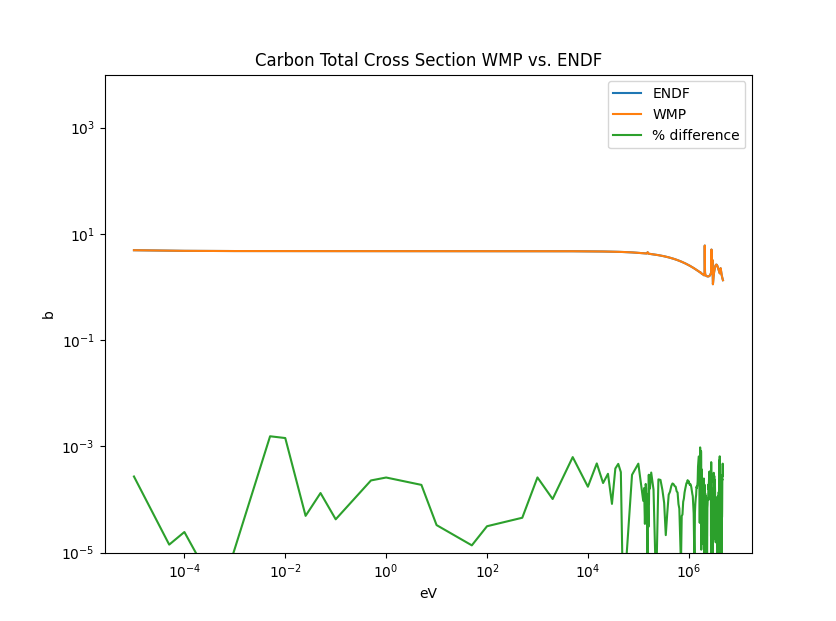 Carbon Total Cross Section WMP vs. ENDF
ENDF
WMP
% difference
10³
10¹
10⁻¹
10⁻³
10⁻⁵
b
10⁻⁴
10⁻²
10⁰
10²
10⁴
10⁶
eV